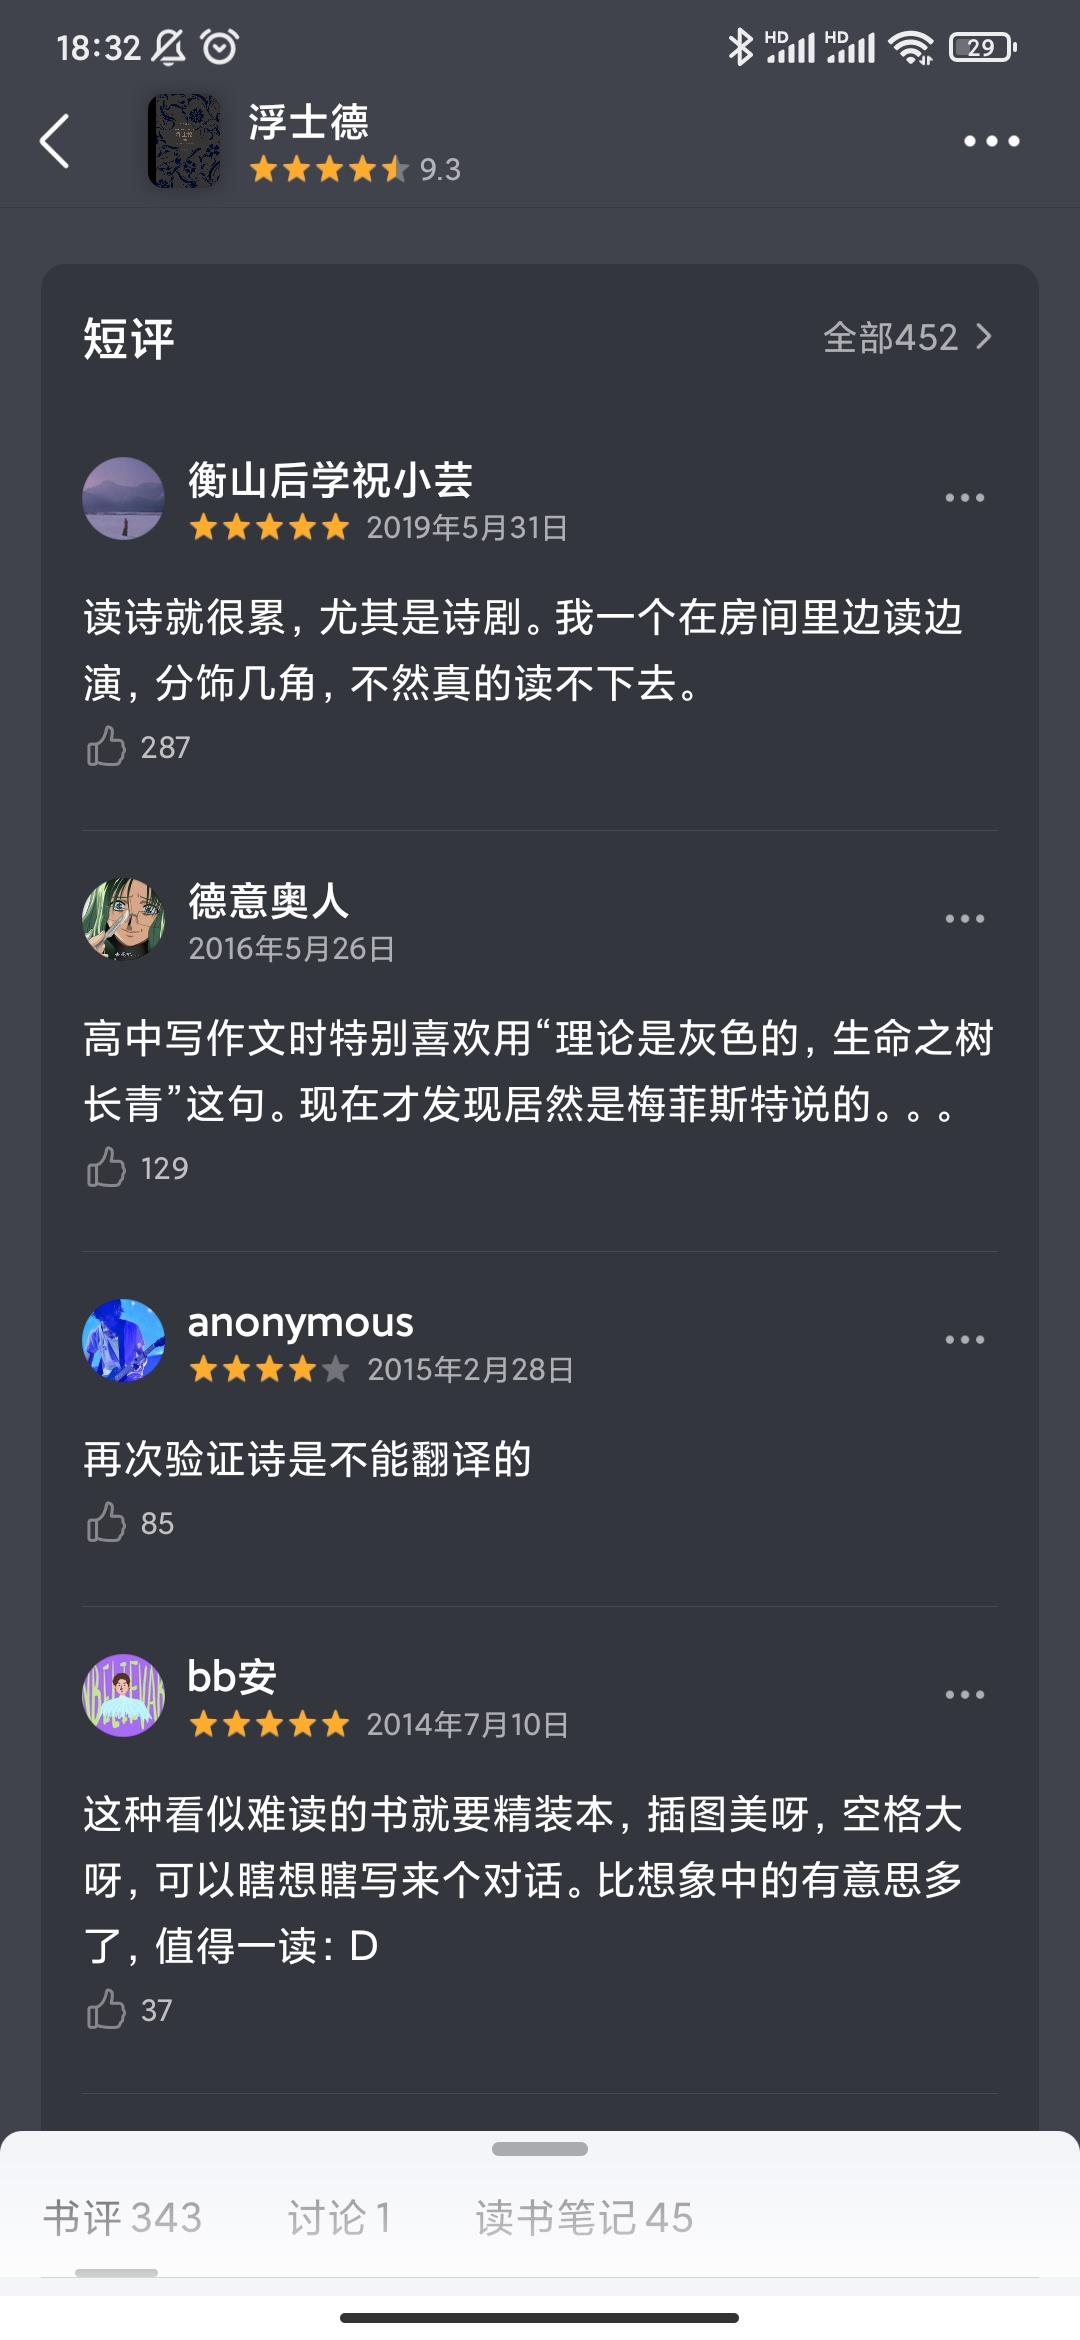 18:32
HD HD 29
浮士德
9.3
短评
全部452
衡山后学祝小芸
2019年5月31日
读诗就很累，尤其是诗剧。我一个在房间里边读边
演，分饰几角，不然真的读不下去。
287
德意奥人
2016年5月26日
高中写作文时特别喜欢用“理论是灰色的，生命之树
长青”这句。现在才发现居然是梅菲斯特说的。。。
129
anonymous
2015年2月28日
再次验证诗是不能翻译的
85
bb安
2014年7月10日
这种看似难读的书就要精装本，插图美呀，空格大
呀，可以瞎想瞎写来个对话。比想象中的有意思多
了，值得一读：D
37
书评 343 讨论 1 读书笔记 45